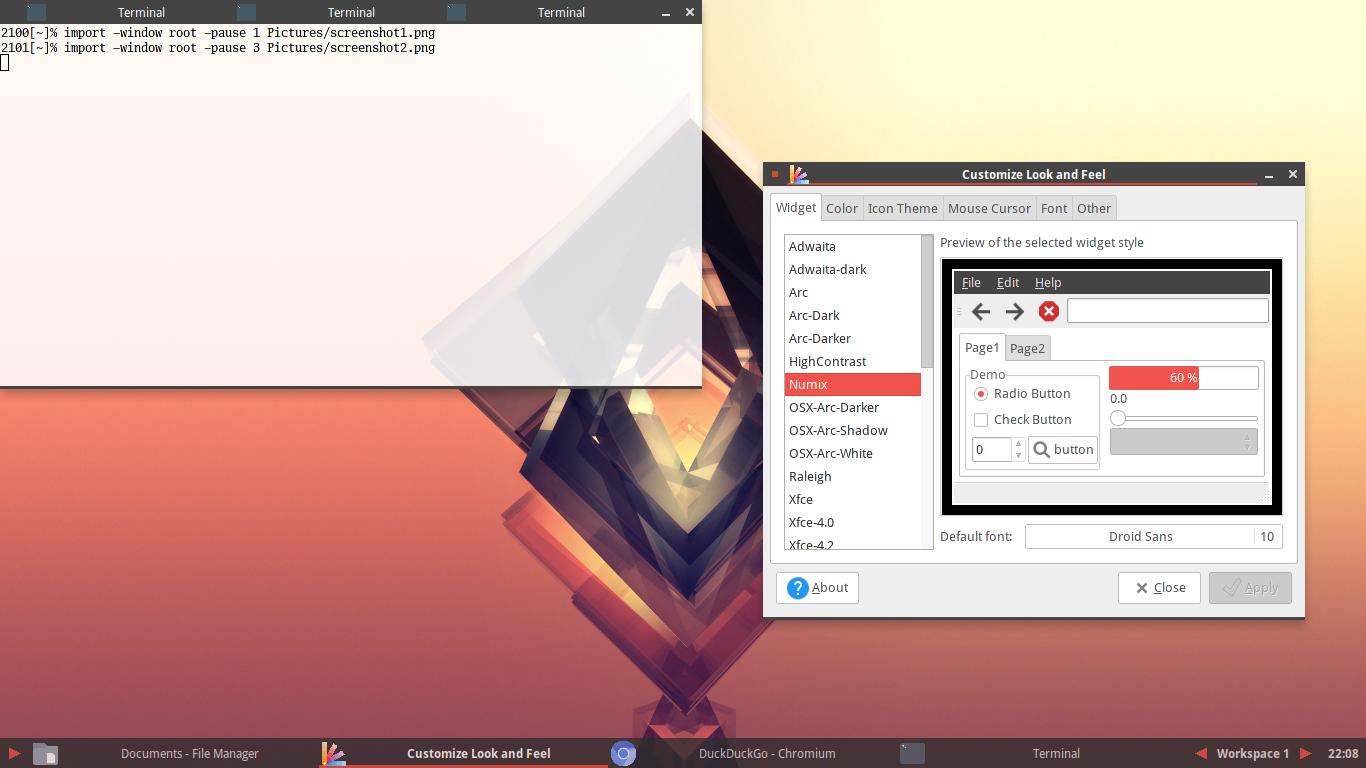 Terminal Terminal Terminal
2100[~]% import -window root -pause 1 Pictures/screenshot1.png
2101[~]% import -window root -pause 3 Pictures/screenshot2.png
Customize Look and Feel
Widget Color Icon Theme Mouse Cursor Font Other
Adwaita
Adwaita-dark
Arc
Arc-Dark
Arc-Darker
HighContrast
Numix
OSX-Arc-Darker
OSX-Arc-Shadow
OSX-Arc-White
Raleigh
Xfce
Xfce-4.0
Xfce-4.2
Preview of the selected widget style
File Edit Help
Page1 Page2
Demo
Radio Button
Check Button
0
button
60 %
0.0
Default font: Droid Sans 10
? About
Close Apply
Documents - File Manager Customize Look and Feel DuckDuckGo - Chromium Terminal Workspace 1 22:08